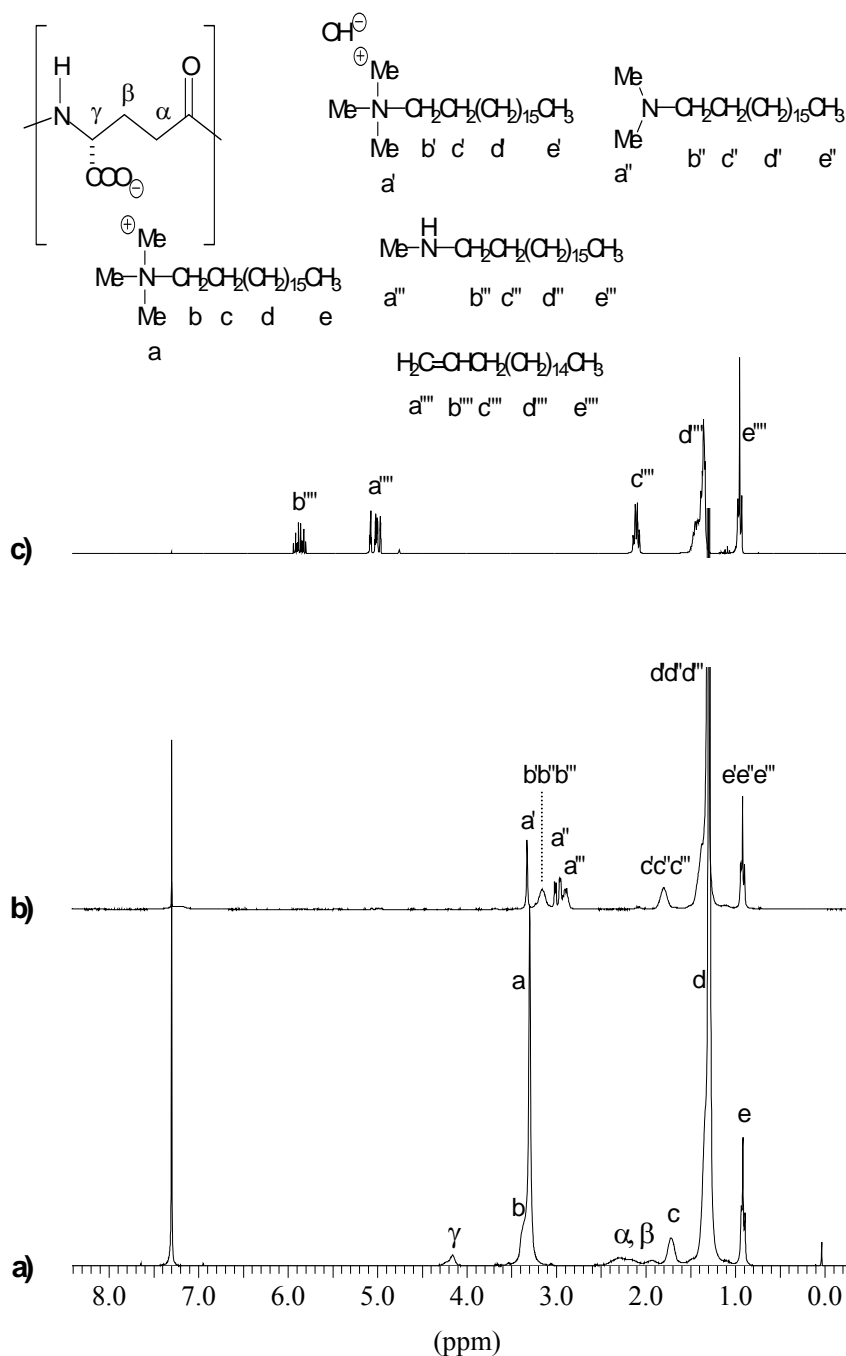 OH⊖
H O
N γ β α
COO⊖
⊕
Me
Me—N—CH2CH2(CH2)15CH3
Me b' c' d' e'
a'
Me
N—CH2CH2(CH2)15CH3
Me
a'' b'' c'' d'' e''
⊕
Me
Me—N—CH2CH2(CH2)15CH3
Me b c d e
a
H
Me—N—CH2CH2(CH2)15CH3
a''' b''' c''' d''' e'''
H2C=CHCH2(CH2)14CH3
a'''' b'''' c'''' d'''' e''''
b'''' a'''' c'''' d'''' e''''
c)
d'd''d'''
b'b''b''' e'e''e'''
a' a'' a''' c'c''c'''
b)
a d
e
γ b α, β c
a)
8.0 7.0 6.0 5.0 4.0 3.0 2.0 1.0 0.0
(ppm)